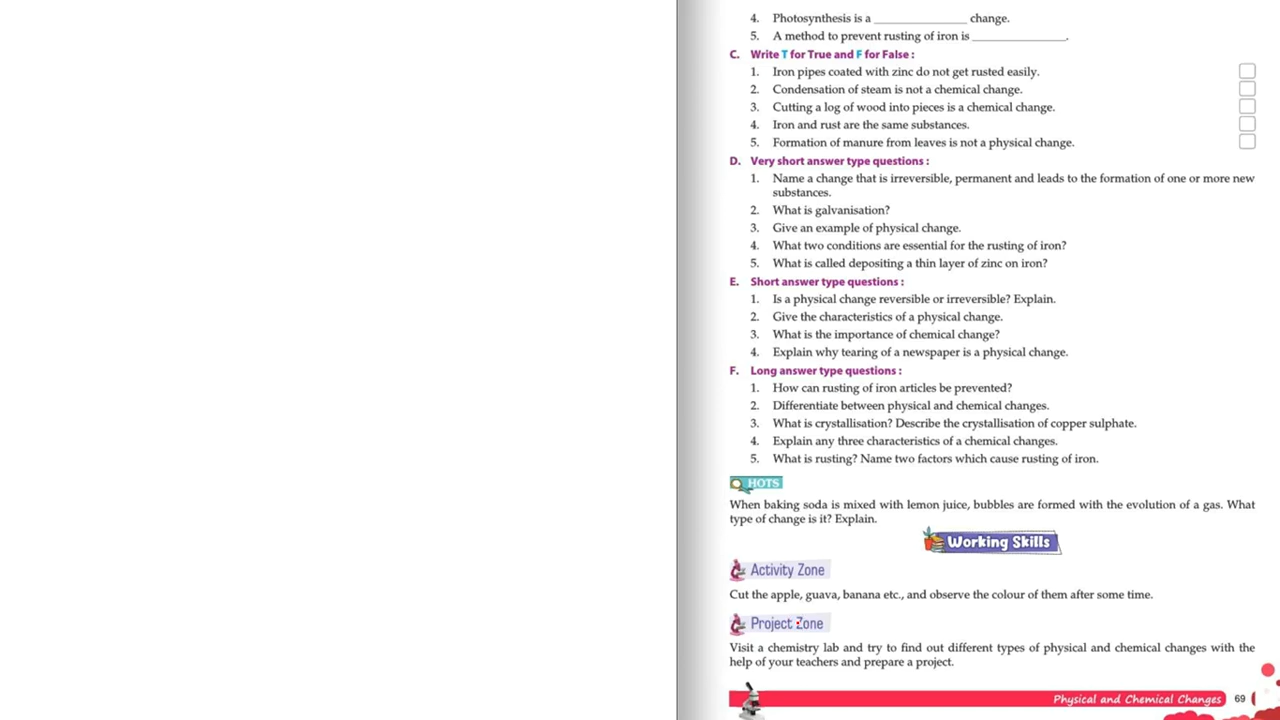 4. Photosynthesis is a ________________ change.
5. A method to prevent rusting of iron is ________________.
C. Write T for True and F for False :
1. Iron pipes coated with zinc do not get rusted easily.
2. Condensation of steam is not a chemical change.
3. Cutting a log of wood into pieces is a chemical change.
4. Iron and rust are the same substances.
5. Formation of manure from leaves is not a physical change.
D. Very short answer type questions :
1. Name a change that is irreversible, permanent and leads to the formation of one or more new
substances.
2. What is galvanisation?
3. Give an example of physical change.
4. What two conditions are essential for the rusting of iron?
5. What is called depositing a thin layer of zinc on iron?
E. Short answer type questions :
1. Is a physical change reversible or irreversible? Explain.
2. Give the characteristics of a physical change.
3. What is the importance of chemical change?
4. Explain why tearing of a newspaper is a physical change.
F. Long answer type questions :
1. How can rusting of iron articles be prevented?
2. Differentiate between physical and chemical changes.
3. What is crystallisation? Describe the crystallisation of copper sulphate.
4. Explain any three characteristics of a chemical changes.
5. What is rusting? Name two factors which cause rusting of iron.
HOTS
When baking soda is mixed with lemon juice, bubbles are formed with the evolution of a gas. What
type of change is it? Explain.
Working Skills
Activity Zone
Cut the apple, guava, banana etc., and observe the colour of them after some time.
Project Zone
Visit a chemistry lab and try to find out different types of physical and chemical changes with the
help of your teachers and prepare a project.
Physical and Chemical Changes 69